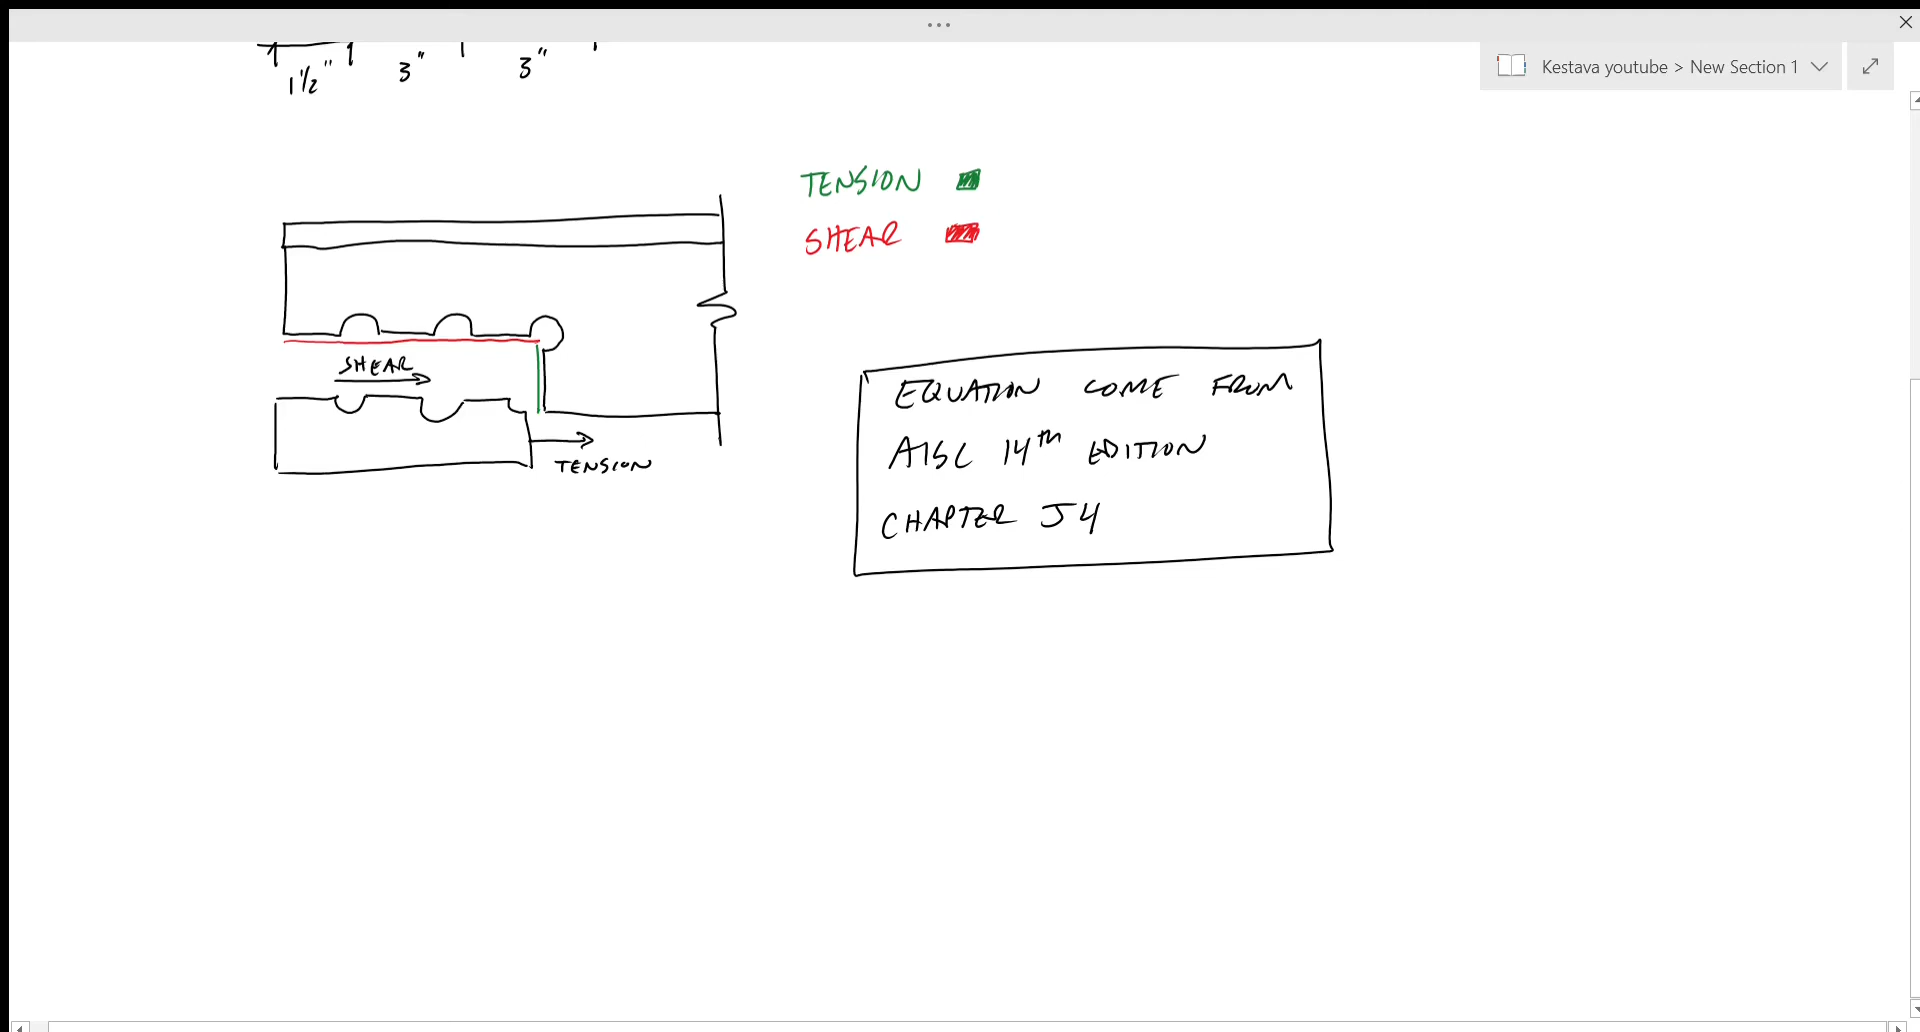 1½" 3" 3"
Kestava youtube > New Section 1
TENSION
SHEAR
SHEAR
TENSION
EQUATION COME FROM
AISC 14th EDITION
CHAPTER J4